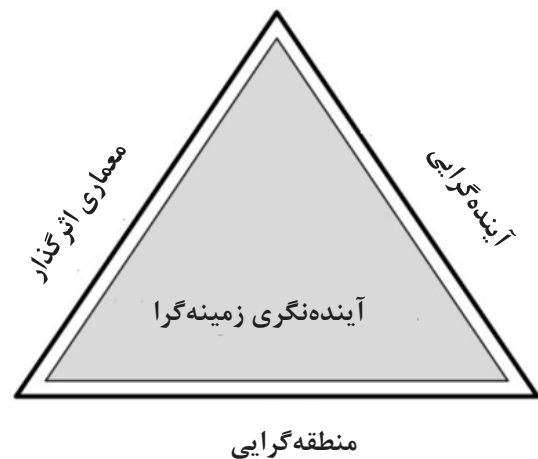 آینده‌گرایی
معماری اثرگذار
آینده‌نگری زمینه‌گرا
منطقه‌گرایی